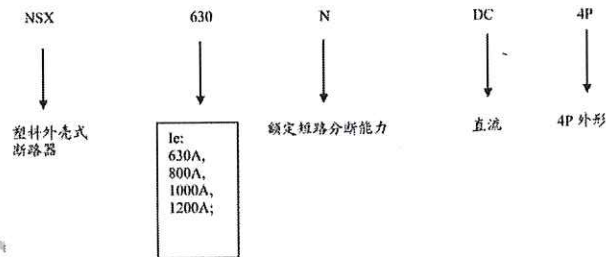 NSX 630 N DC 4P
塑料外壳式
断路器
Ie:
630A,
800A,
1000A,
1200A;
额定短路分断能力
直流
4P 外形